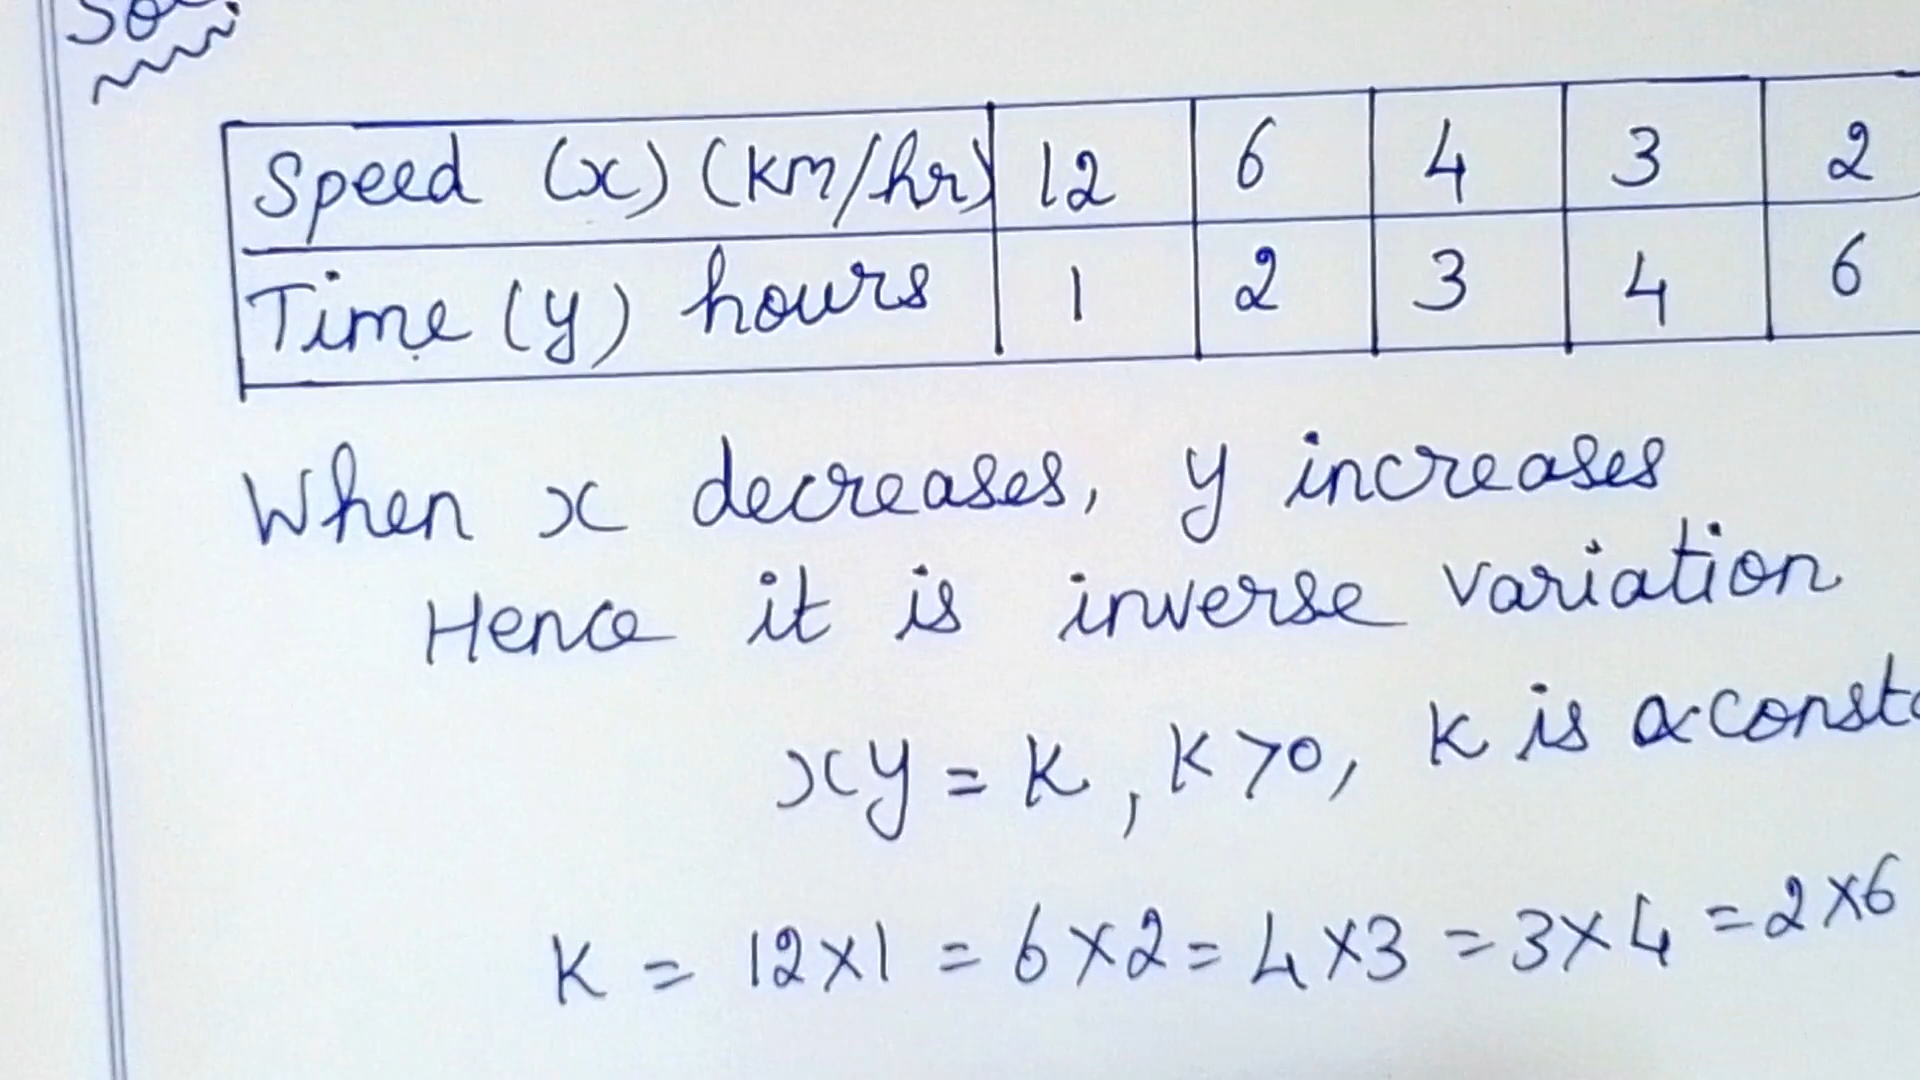 Speed (x) (km/hr) 12 6 4 3 2
Time (y) hours 1 2 3 4 6
When x decreases, y increases
Hence it is inverse variation
xy = K, K>0, K is a
K = 12×1 = 6×2 = 4×3 = 3×4 = 2×6